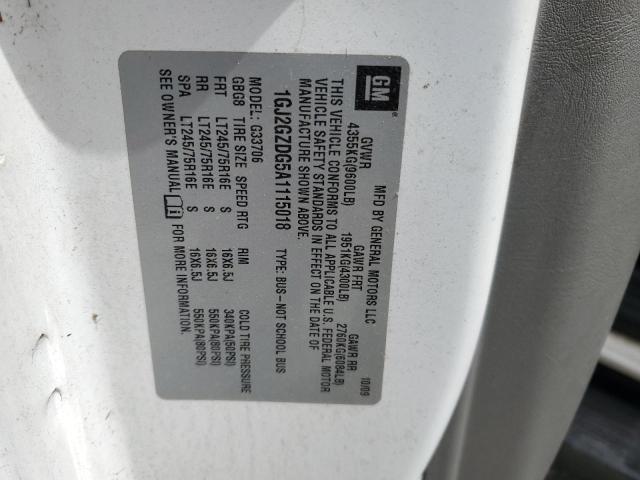 GM
MFD BY GENERAL MOTORS LLC 10/09
GVWR GAWR FRT GAWR RR
4355KG(9600LB) 1951KG(4300LB) 2760KG(6084LB)
THIS VEHICLE CONFORMS TO ALL APPLICABLE U.S. FEDERAL MOTOR
VEHICLE SAFETY STANDARDS IN EFFECT ON THE DATE OF
MANUFACTURE SHOWN ABOVE.
1GJ2GZDG5A1115018 TYPE: BUS-NOT SCHOOL BUS
MODEL: G33706
GBG8 TIRE SIZE SPEED RTG RIM COLD TIRE PRESSURE
FRT LT245/75R16E S 16X6.5J 340KPA(50PSI)
RR LT245/75R16E S 16X6.5J 550KPA(80PSI)
SPA LT245/75R16E S 16X6.5J 550KPA(80PSI)
SEE OWNER'S MANUAL FOR MORE INFORMATION.